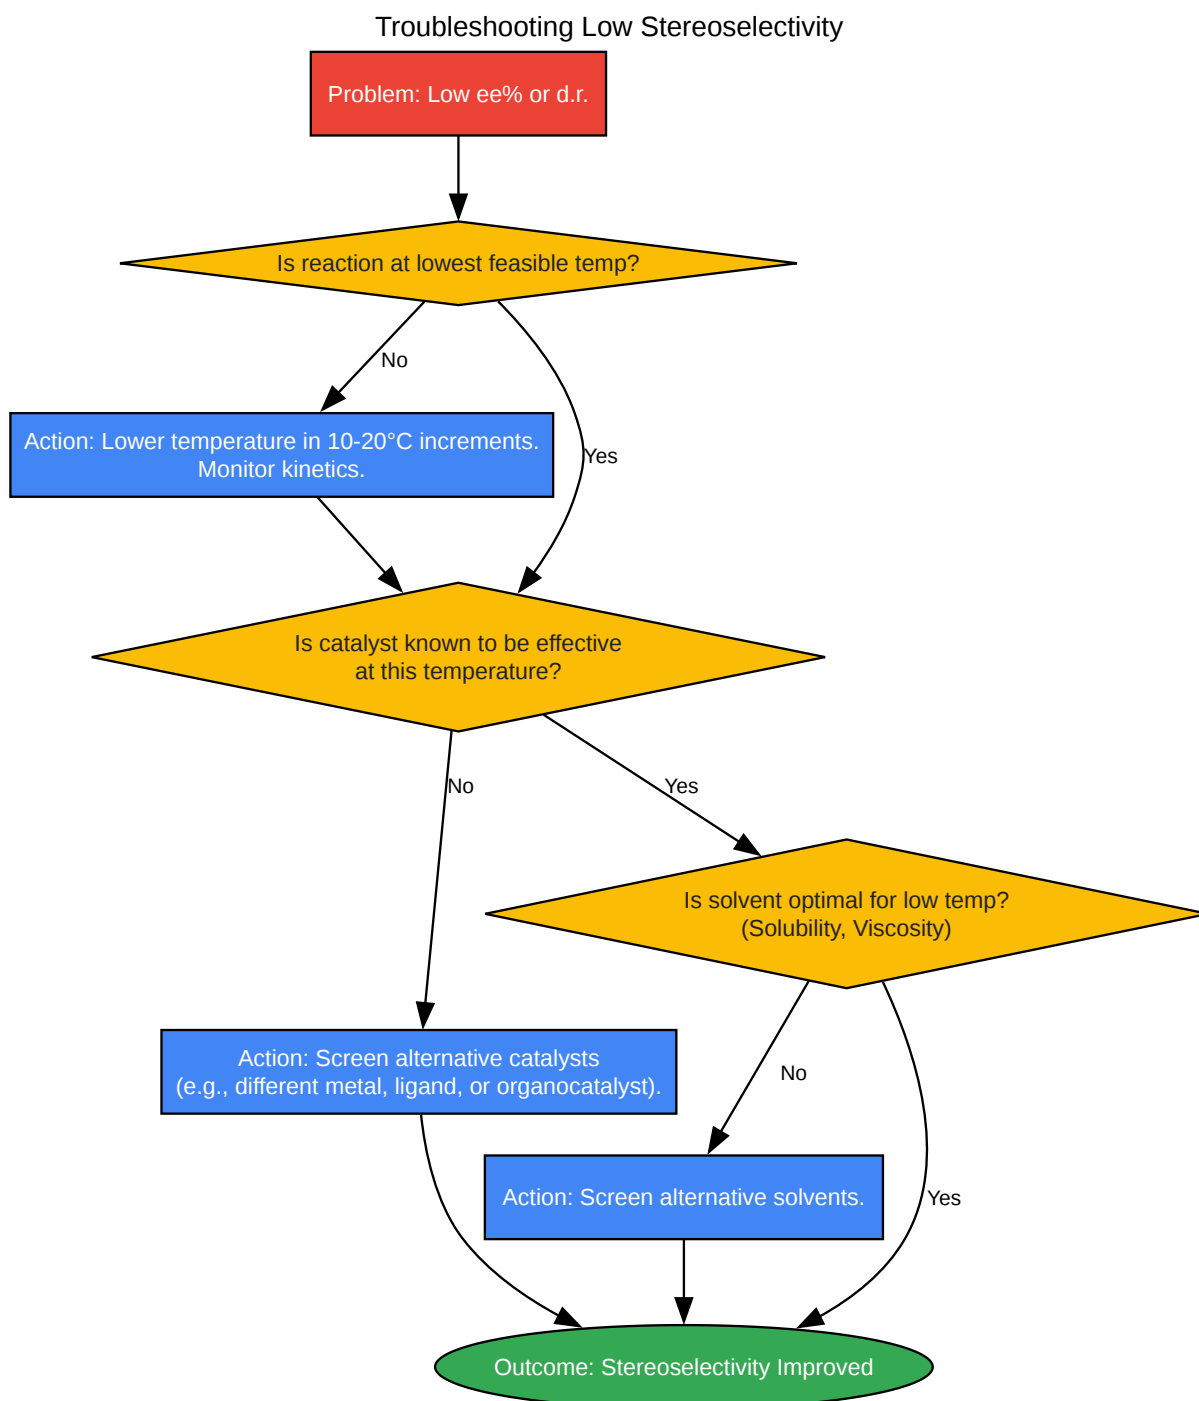 Troubleshooting Low Stereoselectivity
Problem: Low ee% or d.r.
Is reaction at lowest feasible temp?
No
Action: Lower temperature in 10-20°C increments.
Monitor kinetics.
Yes
Is catalyst known to be effective
at this temperature?
No
Yes
Is solvent optimal for low temp?
(Solubility, Viscosity)
Action: Screen alternative catalysts
(e.g., different metal, ligand, or organocatalyst).
No
Action: Screen alternative solvents.
Yes
Outcome: Stereoselectivity Improved